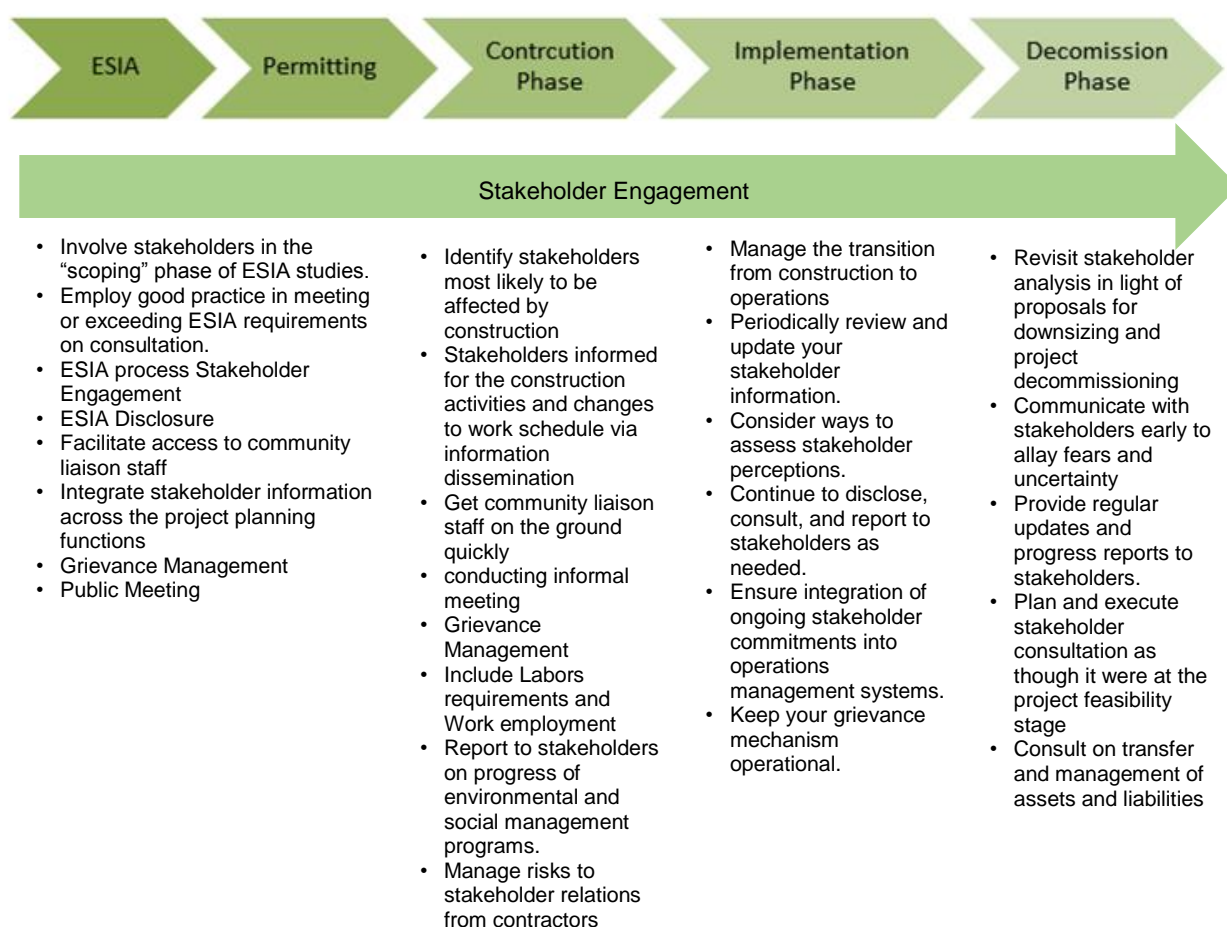 ESIA
Permitting
Contrcution
Phase
Implementation
Phase
Decomission
Phase
Stakeholder Engagement
• Involve stakeholders in the
“scoping” phase of ESIA studies.
• Employ good practice in meeting
or exceeding ESIA requirements
on consultation.
• ESIA process Stakeholder
Engagement
• ESIA Disclosure
• Facilitate access to community
liaison staff
• Integrate stakeholder information
across the project planning
functions
• Grievance Management
• Public Meeting
• Identify stakeholders
most likely to be
affected by
construction
• Stakeholders informed
for the construction
activities and changes
to work schedule via
information
dissemination
• Get community liaison
staff on the ground
quickly
• conducting informal
meeting
• Grievance
Management
• Include Labors
requirements and
Work employment
• Report to stakeholders
on progress of
environmental and
social management
programs.
• Manage risks to
stakeholder relations
from contractors
• Manage the transition
from construction to
operations
• Periodically review and
update your
stakeholder
information.
• Consider ways to
assess stakeholder
perceptions.
• Continue to disclose,
consult, and report to
stakeholders as
needed.
• Ensure integration of
ongoing stakeholder
commitments into
operations
management systems.
• Keep your grievance
mechanism
operational.
• Revisit stakeholder
analysis in light of
proposals for
downsizing and
project
decommissioning
• Communicate with
stakeholders early to
allay fears and
uncertainty
• Provide regular
updates and
progress reports to
stakeholders.
• Plan and execute
stakeholder
consultation as
though it were at the
project feasibility
stage
• Consult on transfer
and management of
assets and liabilities